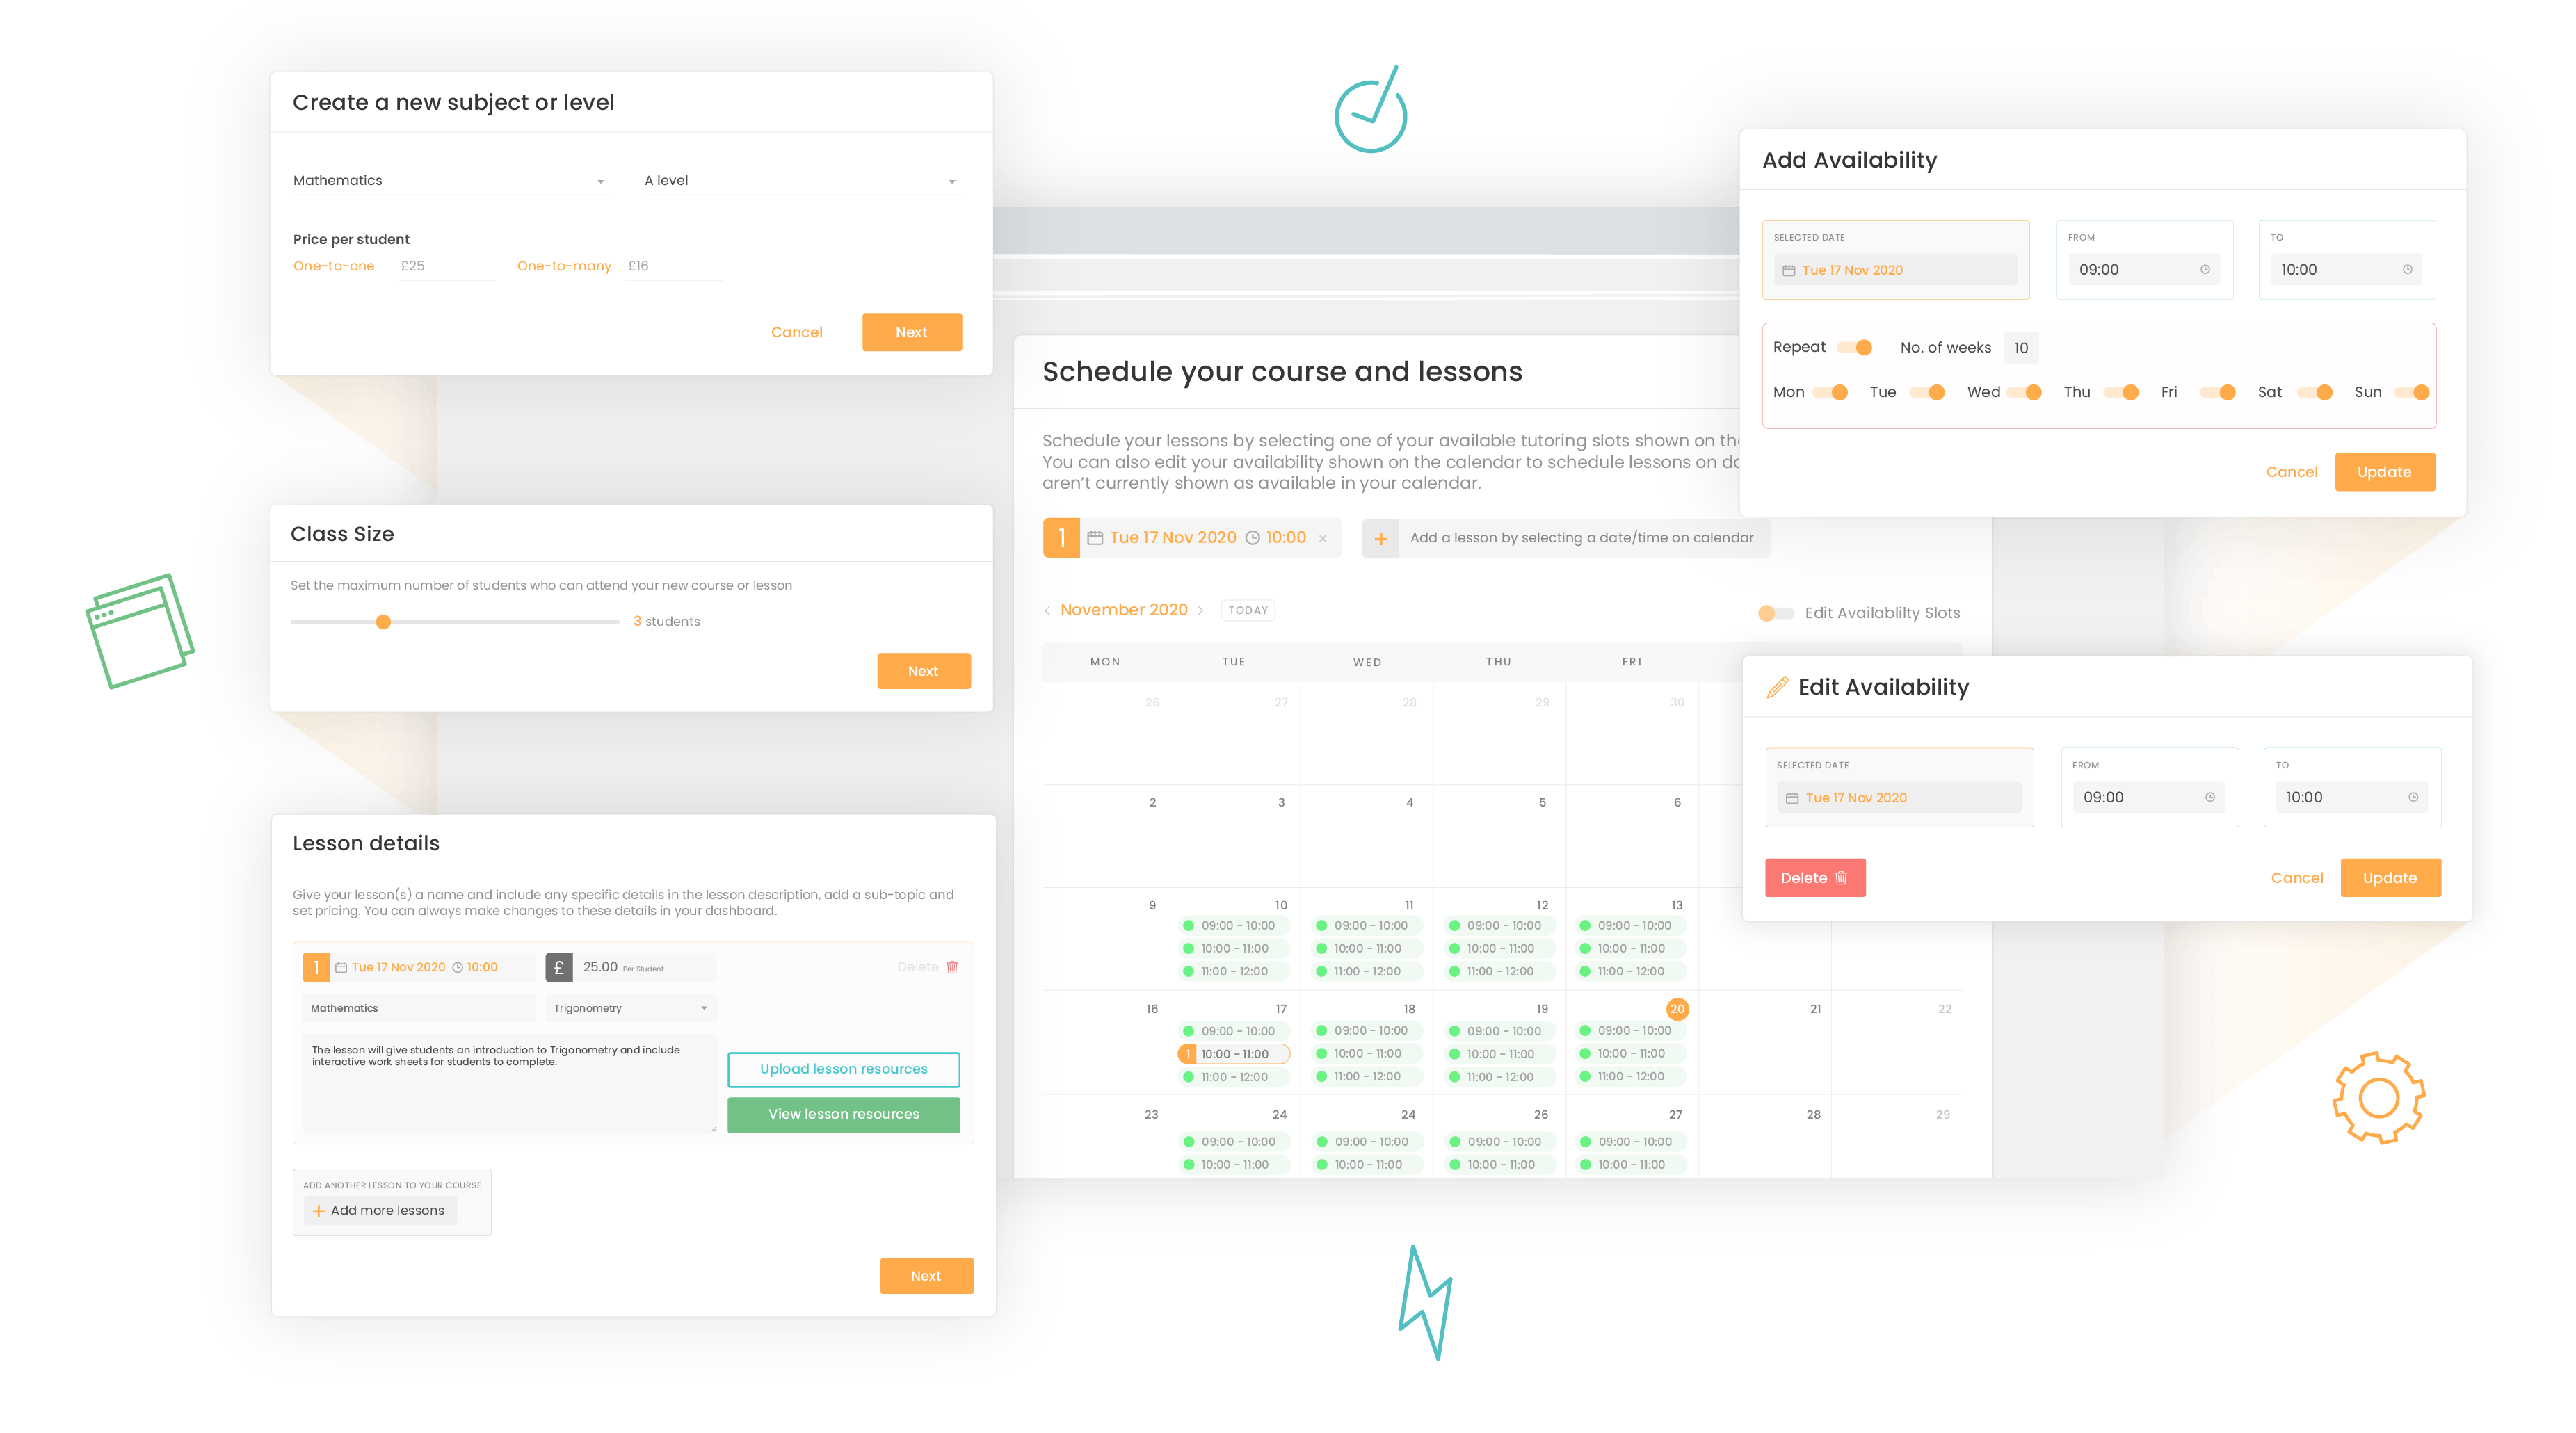 Create a new subject or level
Mathematics
A level
Price per student
One-to-one £25 One-to-many £16
Cancel Next
Class Size
Set the maximum number of students who can attend your new course or lesson
3 students
Next
Lesson details
Give your lesson(s) a name and include any specific details in the lesson description, add a sub-topic and
set pricing. You can always make changes to these details in your dashboard.
1 Tue 17 Nov 2020 10:00 £ 25.00 Per Student Delete
Mathematics Trigonometry
The lesson will give students an introduction to Trigonometry and include
interactive work sheets for students to complete.
Upload lesson resources
View lesson resources
ADD ANOTHER LESSON TO YOUR COURSE
+ Add more lessons
Next
Schedule your course and lessons
Schedule your lessons by selecting one of your available tutoring slots shown on the
You can also edit your availability shown on the calendar to schedule lessons on
aren't currently shown as available in your calendar.
1 Tue 17 Nov 2020 10:00 × + Add a lesson by selecting a date/time on calendar
< November 2020 > TODAY Edit Availablilty Slots
MON TUE WED THU FRI
26 27 28 29 30
2 3 4 5 6
9 10 11 12 13
09:00 - 10:00 09:00 - 10:00 09:00 - 10:00 09:00 - 10:00
10:00 - 11:00 10:00 - 11:00 10:00 - 11:00 10:00 - 11:00
11:00 - 12:00 11:00 - 12:00 11:00 - 12:00 11:00 - 12:00
16 17 18 19 20 21 22
09:00 - 10:00 09:00 - 10:00 09:00 - 10:00 09:00 - 10:00
1 10:00 - 11:00 10:00 - 11:00 10:00 - 11:00 10:00 - 11:00
11:00 - 12:00 11:00 - 12:00 11:00 - 12:00 11:00 - 12:00
23 24 24 26 27 28 29
09:00 - 10:00 09:00 - 10:00 09:00 - 10:00 09:00 - 10:00
10:00 - 11:00 10:00 - 11:00 10:00 - 11:00 10:00 - 11:00
Add Availability
SELECTED DATE FROM TO
Tue 17 Nov 2020 09:00 10:00
Repeat No. of weeks 10
Mon Tue Wed Thu Fri Sat Sun
Cancel Update
Edit Availability
SELECTED DATE FROM TO
Tue 17 Nov 2020 09:00 10:00
Delete Cancel Update